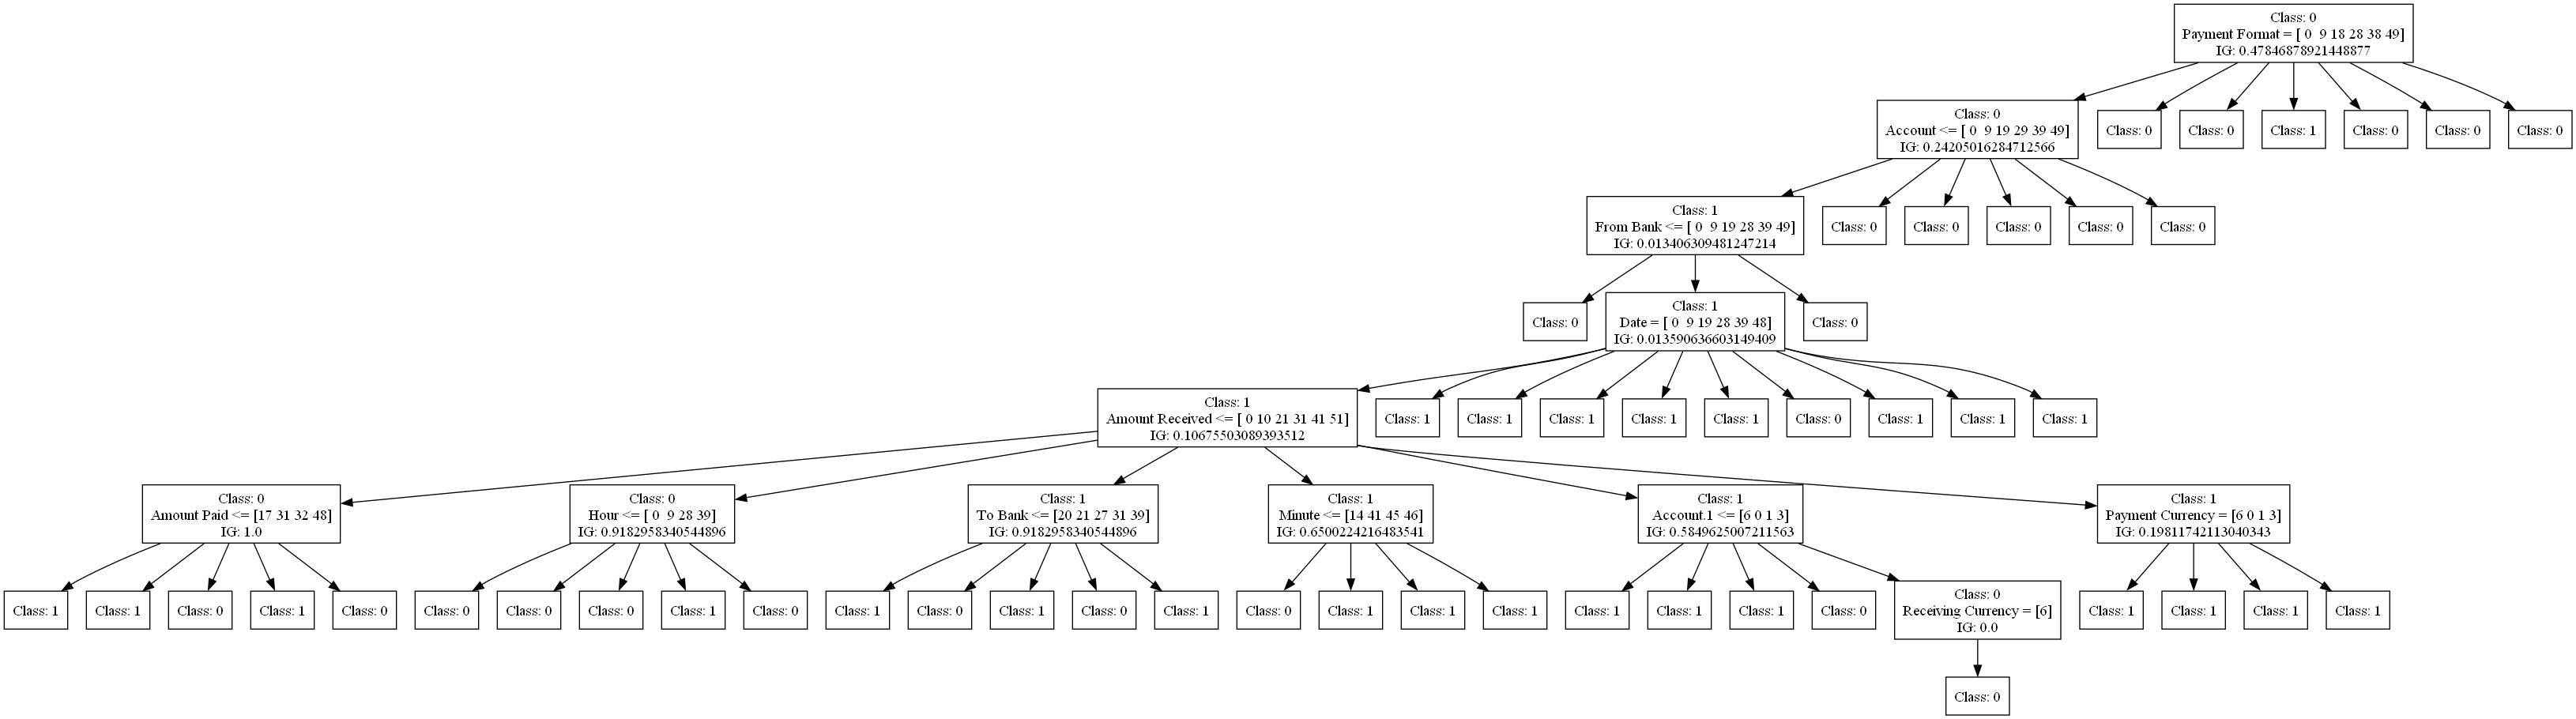 Class: 0
Payment Format = [ 0  9 18 28 38 49]
IG: 0.47846878921448877
Class: 0
Account <= [ 0  9 19 29 39 49]
IG: 0.24205016284712566
Class: 0
Class: 0
Class: 1
Class: 0
Class: 0
Class: 0
Class: 1
From Bank <= [ 0  9 19 28 39 49]
IG: 0.013406309481247214
Class: 0
Class: 0
Class: 0
Class: 0
Class: 0
Class: 0
Class: 1
Date = [ 0  9 19 28 39 48]
IG: 0.013590636603149409
Class: 0
Class: 1
Amount Received <= [ 0 10 21 31 41 51]
IG: 0.10675503089393512
Class: 1
Class: 1
Class: 1
Class: 1
Class: 1
Class: 0
Class: 1
Class: 1
Class: 1
Class: 0
Amount Paid <= [17 31 32 48]
IG: 1.0
Class: 0
Hour <= [ 0  9 28 39]
IG: 0.9182958340544896
Class: 1
To Bank <= [20 21 27 31 39]
IG: 0.9182958340544896
Class: 1
Minute <= [14 41 45 46]
IG: 0.6500224216483541
Class: 1
Account.1 <= [6 0 1 3]
IG: 0.5849625007211563
Class: 1
Payment Currency = [6 0 1 3]
IG: 0.19811742113040343
Class: 1
Class: 1
Class: 0
Class: 1
Class: 0
Class: 0
Class: 0
Class: 0
Class: 1
Class: 0
Class: 1
Class: 0
Class: 1
Class: 0
Class: 1
Class: 0
Class: 1
Class: 1
Class: 1
Class: 1
Class: 1
Class: 1
Class: 0
Class: 0
Receiving Currency = [6]
IG: 0.0
Class: 1
Class: 1
Class: 1
Class: 1
Class: 0